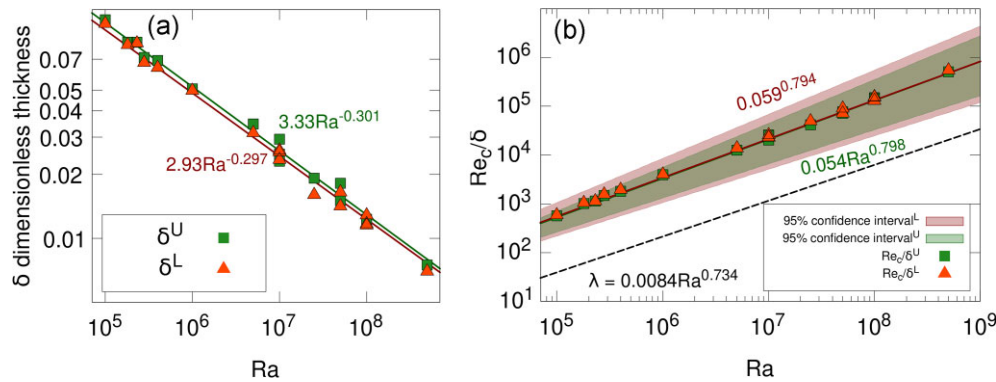 (a)
δ dimensionless thickness
0.07
0.05
0.04
0.03
0.02
0.01
3.33Ra^-0.301
2.93Ra^-0.297
δ^U
δ^L
10^5
10^6
10^7
10^8
Ra
(b)
Re_c/δ
10^6
10^5
10^4
10^3
10^2
10^1
0.059^0.794
0.054Ra^0.798
λ = 0.0084Ra^0.734
95% confidence interval^L
95% confidence interval^U
Re_c/δ^U
Re_c/δ^L
10^5
10^6
10^7
10^8
10^9
Ra